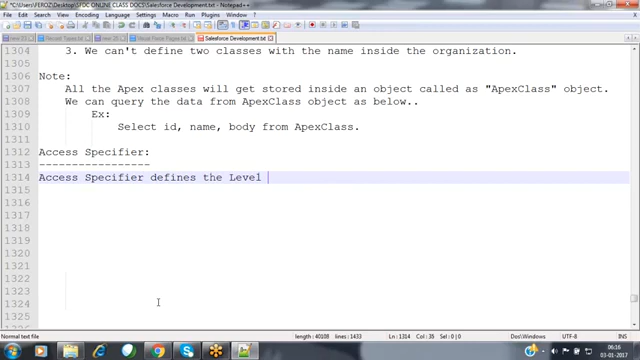 *C:\Users\FEROZ\ \SFDC ONLINE CLASS DOCS\Salesforce Development.txt - Notepad++
File Edit Search View Encoding Language Settings Macro Run Plugins Window ?
X
Salesforce Development.txt
1304 3. We can't define two classes with the name inside the organization.
1305
1306 Note:
1307 All the Apex classes will get stored inside an object called as "ApexClass" object.
1308 We can query the data from ApexClass object as below..
1309 Ex:
1310 Select id, name, body from ApexClass.
1311
1312 Access Specifier:
1313 -----------------
1314 Access Specifier defines the Level
1315
1316
1317
1318
1319
1320
1321
1322
1323
1324
1325
Normal text file length : 40108 lines : 1433 Ln : 1314 Col : 35 Sel : 0 | 0 Dos\Windows UTF-8 INS
06:16
03-01-2017